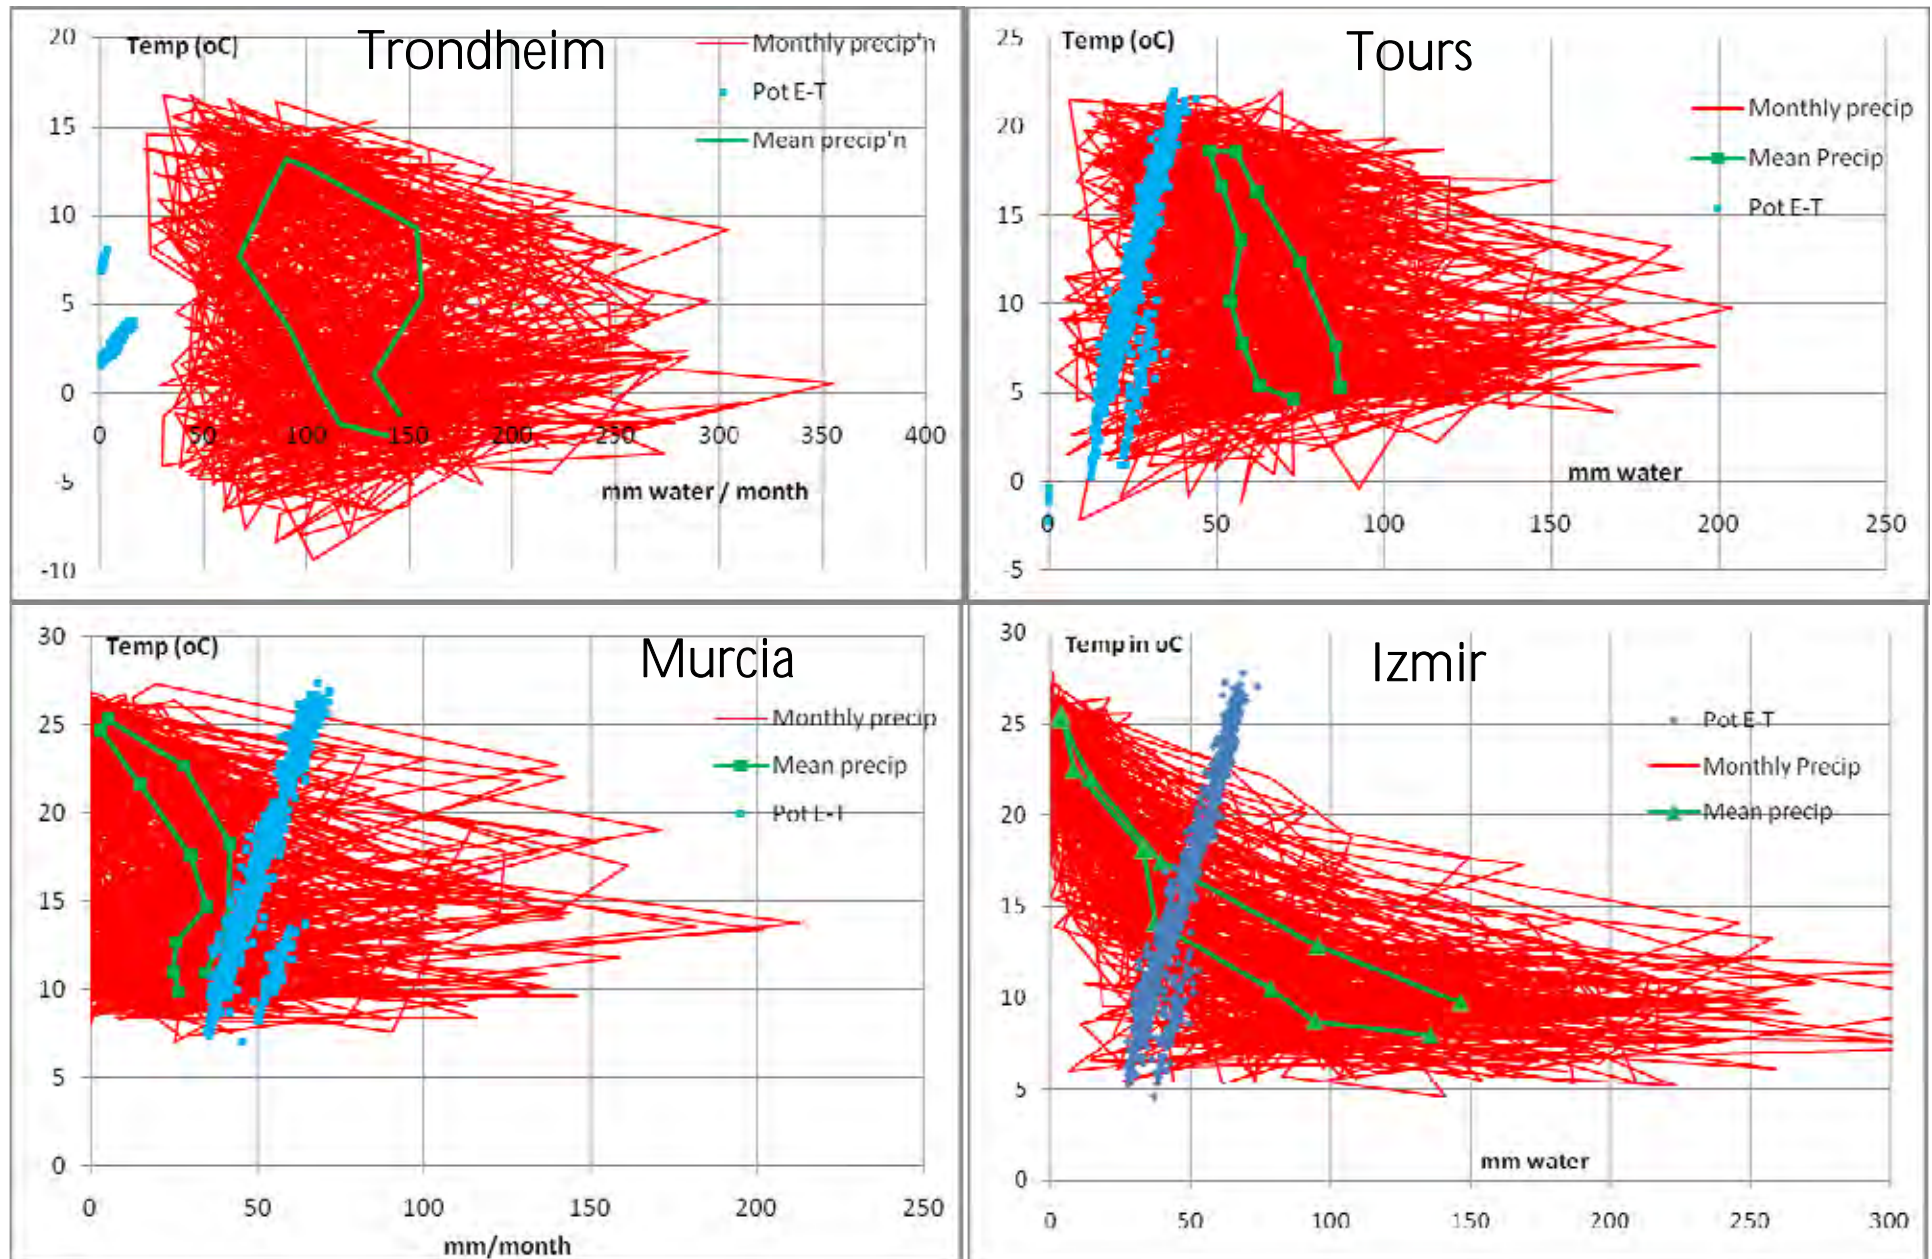 Temp (oC)
Trondheim
Monthly precip'n
Pot E-T
Mean precip'n
20
15
10
5
0
-5
-10
0 50 100 150 200 250 300 350 400
mm water / month
Temp (oC)
Tours
Monthly precip
Mean Precip
Pot E-T
25
20
15
10
5
0
-5
0 50 100 150 200 250
mm water
Temp (oC)
Murcia
Monthly precip
Mean precip
Pot E-T
30
25
20
15
10
5
0
0 50 100 150 200 250
mm/month
Temp in oC
Izmir
Pot E-T
Monthly Precip
Mean precip
30
25
20
15
10
5
0
0 50 100 150 200 250 300
mm water